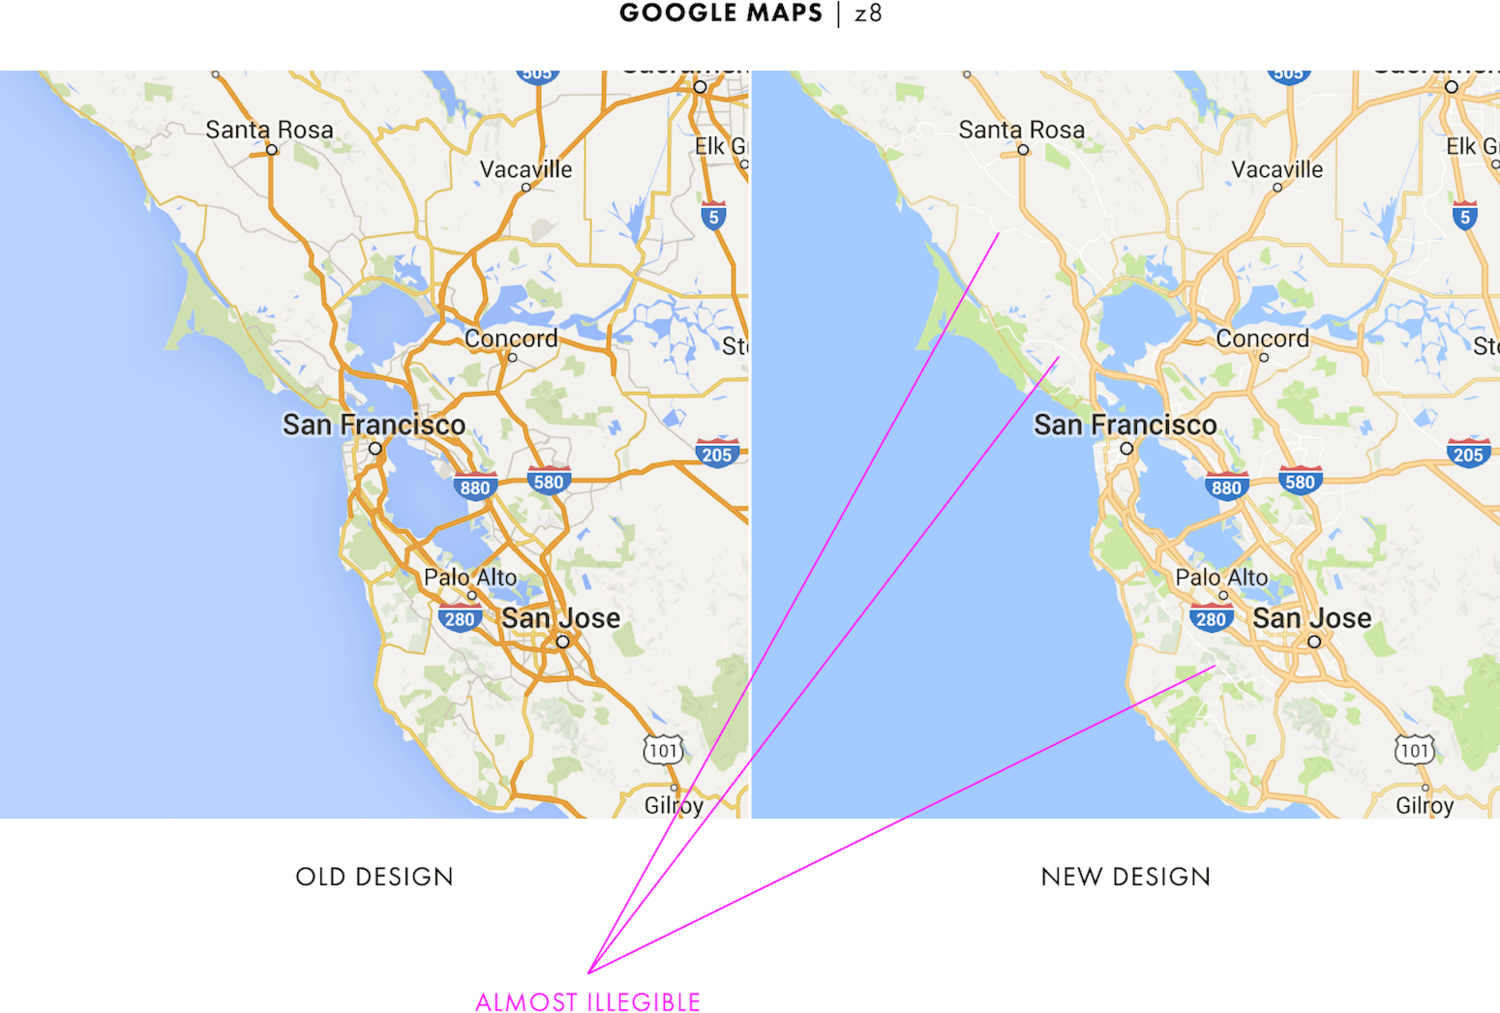 GOOGLE MAPS | z8
505
Santa Rosa
Vacaville
Elk G
5
Concord
St
San Francisco
205
880
580
Palo Alto
280
San Jose
101
Gilroy
505
Santa Rosa
Vacaville
Elk G
5
Concord
Sto
San Francisco
205
880
580
Palo Alto
280
San Jose
101
Gilroy
OLD DESIGN
NEW DESIGN
ALMOST ILLEGIBLE